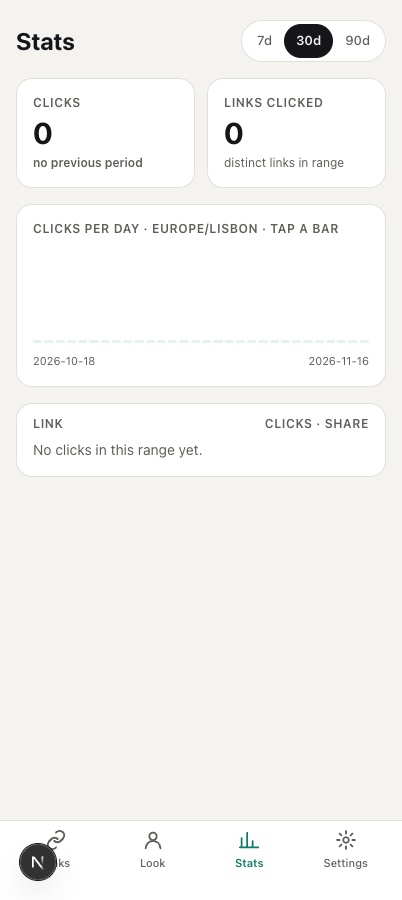 Stats
7d 30d 90d
CLICKS
0
no previous period
LINKS CLICKED
0
distinct links in range
CLICKS PER DAY · EUROPE/LISBON · TAP A BAR
2026-10-18 2026-11-16
LINK CLICKS · SHARE
No clicks in this range yet.
N
Look Stats Settings